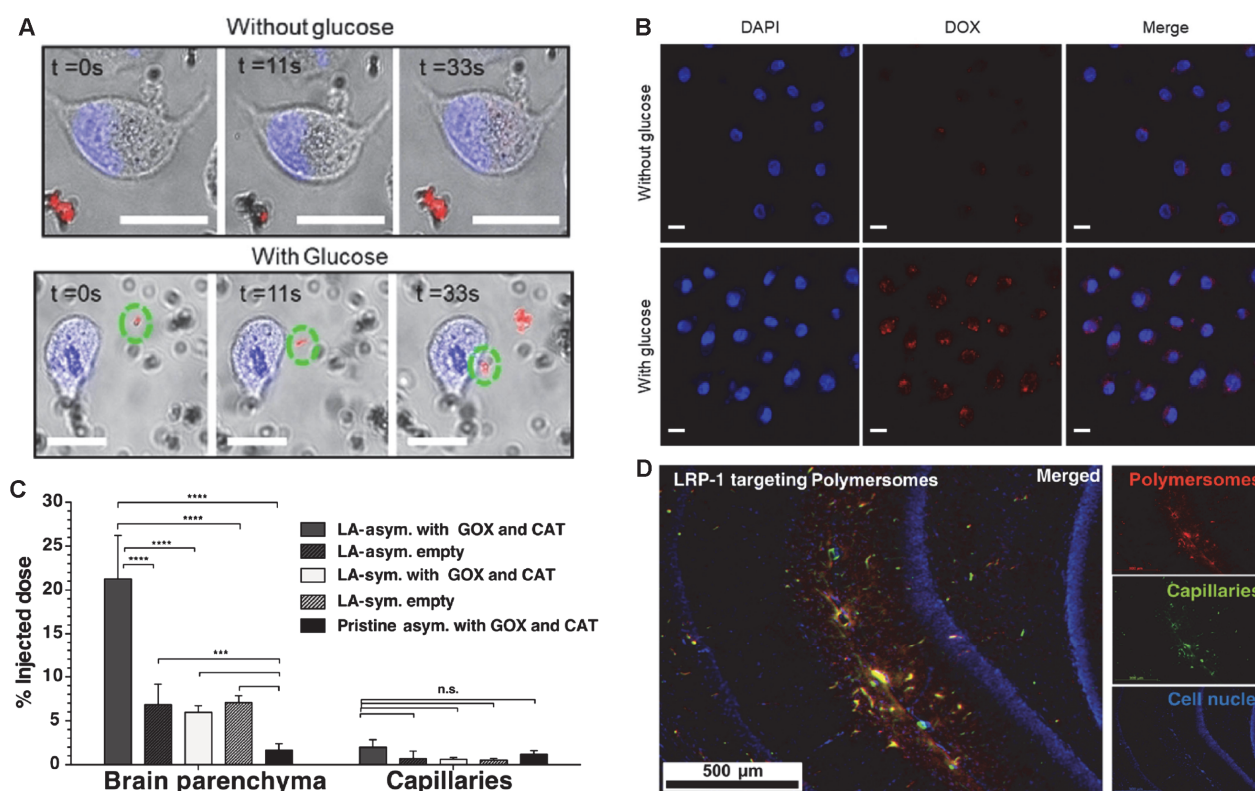 A
Without glucose
t =0s
t =11s
t =33s
With Glucose
t =0s
t =11s
t =33s
B
DAPI
DOX
Merge
Without glucose
With glucose
C
30
25
20
15
10
5
0
% Injected dose
****
****
****
****
***
n.s.
LA-asym. with GOX and CAT
LA-asym. empty
LA-sym. with GOX and CAT
LA-sym. empty
Pristine asym. with GOX and CAT
Brain parenchyma
Capillaries
D
LRP-1 targeting Polymersomes
Merged
500 µm
Polymersomes
Capillaries
Cell nucle